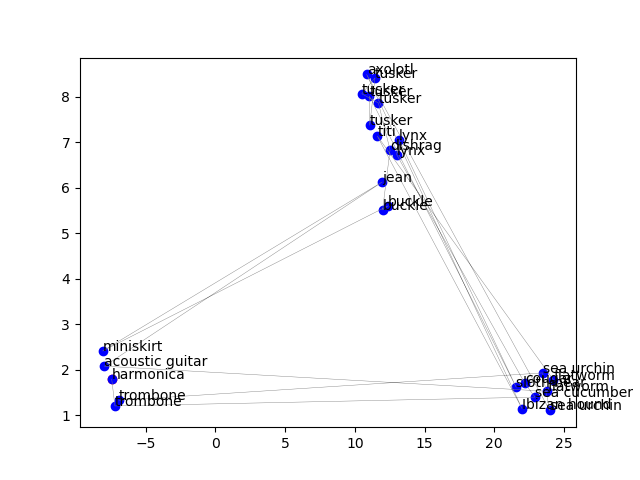 axolotl
tusker
tusker
tusker
tusker
tusker
titi
lynx
dishrag
lynx
jean
buckle
buckle
miniskirt
acoustic guitar
harmonica
trombone
trombone
sea urchin
flatworm
flatworm
sea cucumber
Ibizan hound
sea urchin
8
7
6
5
4
3
2
1
−5
0
5
10
15
20
25